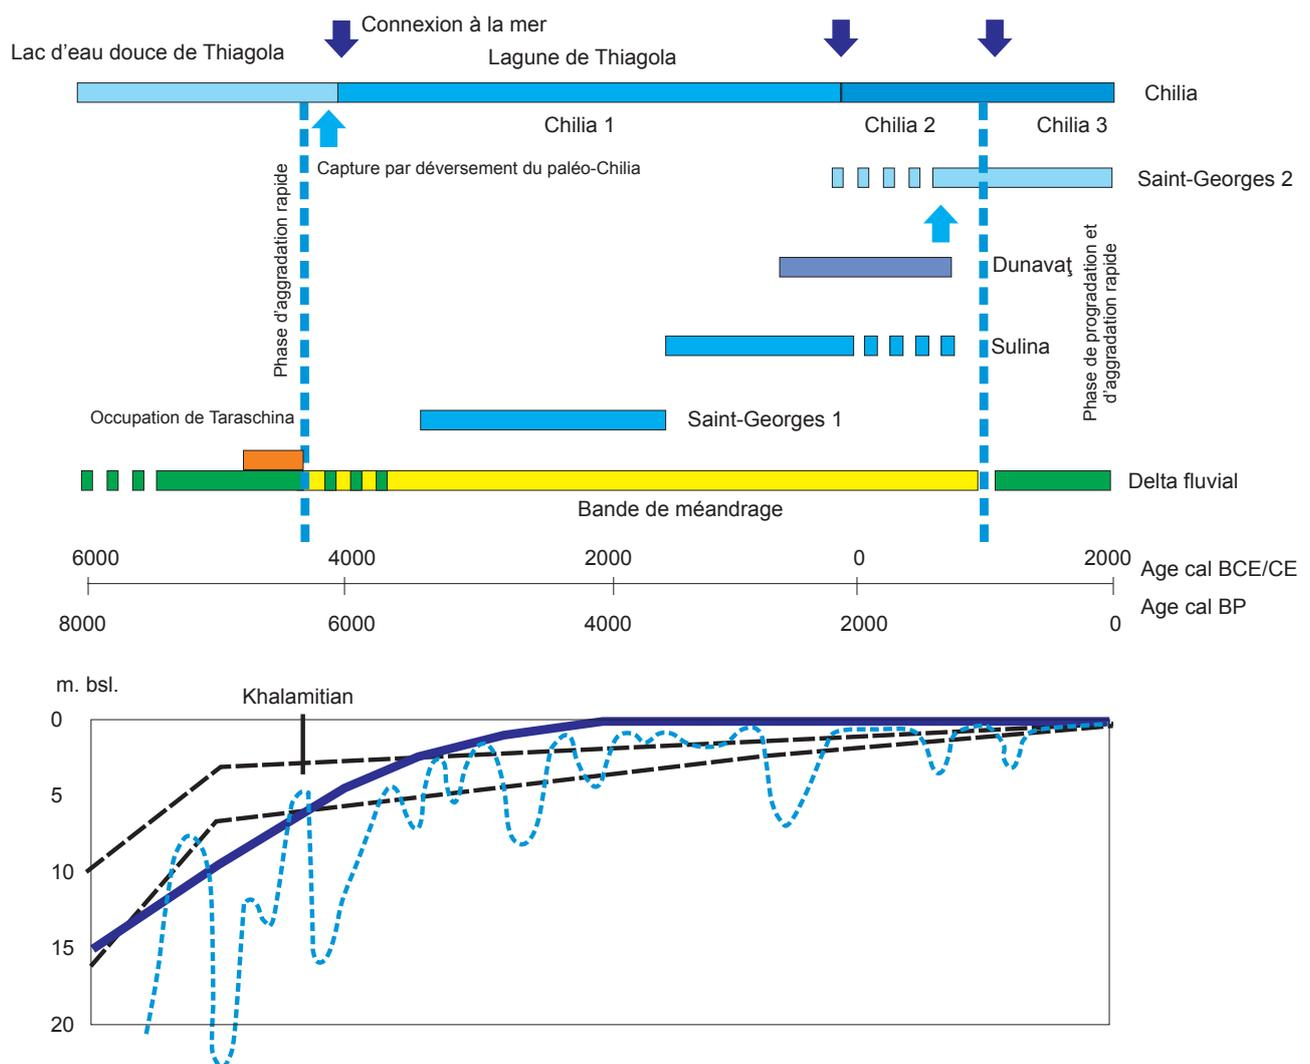 Connexion à la mer
Lac d’eau douce de Thiagola
Lagune de Thiagola
Chilia
Chilia 1
Chilia 2
Chilia 3
Capture par déversement du paléo-Chilia
Saint-Georges 2
Phase d’aggradation rapide
Phase de progradation et
d’aggradation rapide
Dunavaţ
Sulina
Occupation de Taraschina
Saint-Georges 1
Delta fluvial
Bande de méandrage
6000 4000 2000 0 2000
Age cal BCE/CE
Age cal BP
8000 6000 4000 2000 0
m. bsl.
Khalamitian
0
5
10
15
20